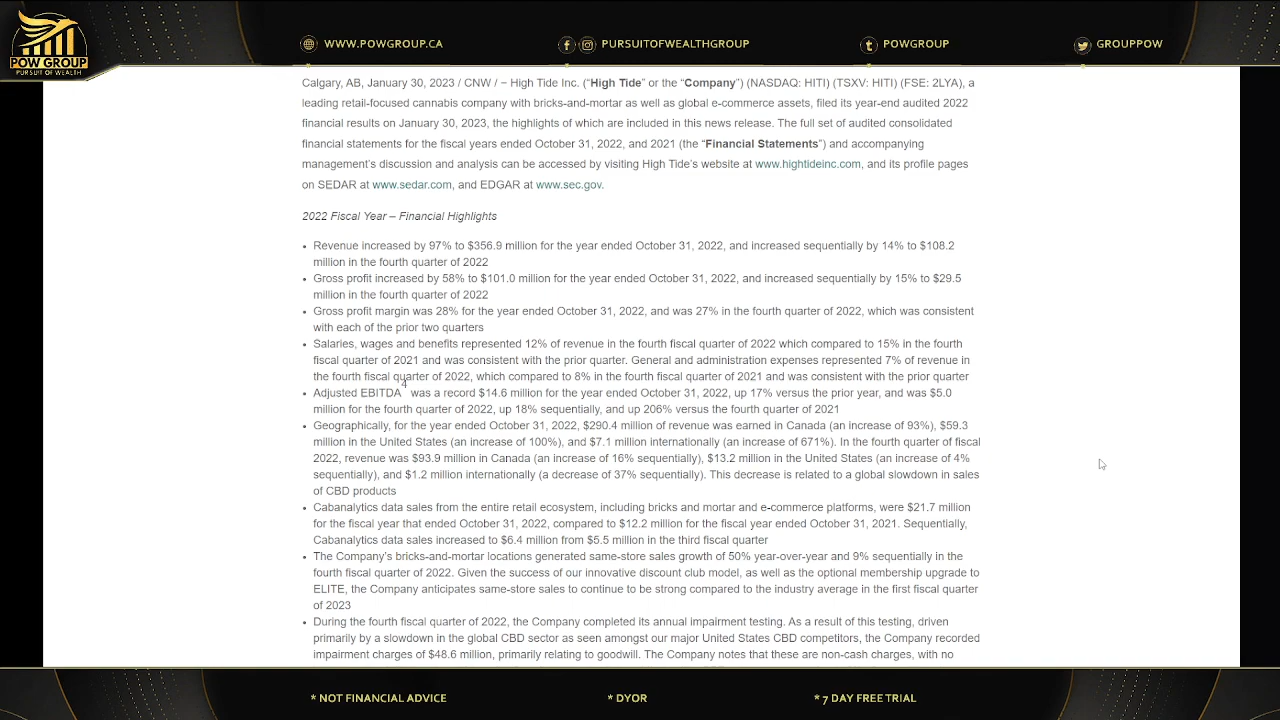 WWW.POWGROUP.CA
PURSUITOFWEALTHGROUP
POWGROUP
GROUPPOW
POW GROUP
PURSUIT OF WEALTH
Calgary, AB, January 30, 2023 / CNW / − High Tide Inc. (“High Tide” or the “Company”) (NASDAQ: HITI) (TSXV: HITI) (FSE: 2LYA), a
leading retail-focused cannabis company with bricks-and-mortar as well as global e-commerce assets, filed its year-end audited 2022
financial results on January 30, 2023, the highlights of which are included in this news release. The full set of audited consolidated
financial statements for the fiscal years ended October 31, 2022, and 2021 (the “Financial Statements”) and accompanying
management’s discussion and analysis can be accessed by visiting High Tide’s website at www.hightideinc.com, and its profile pages
on SEDAR at www.sedar.com, and EDGAR at www.sec.gov.
2022 Fiscal Year – Financial Highlights
• Revenue increased by 97% to $356.9 million for the year ended October 31, 2022, and increased sequentially by 14% to $108.2
million in the fourth quarter of 2022
• Gross profit increased by 58% to $101.0 million for the year ended October 31, 2022, and increased sequentially by 15% to $29.5
million in the fourth quarter of 2022
• Gross profit margin was 28% for the year ended October 31, 2022, and was 27% in the fourth quarter of 2022, which was consistent
with each of the prior two quarters
• Salaries, wages and benefits represented 12% of revenue in the fourth fiscal quarter of 2022 which compared to 15% in the fourth
fiscal quarter of 2021 and was consistent with the prior quarter. General and administration expenses represented 7% of revenue in
the fourth fiscal quarter of 2022, which compared to 8% in the fourth fiscal quarter of 2021 and was consistent with the prior quarter
• Adjusted EBITDA4 was a record $14.6 million for the year ended October 31, 2022, up 17% versus the prior year, and was $5.0
million for the fourth quarter of 2022, up 18% sequentially, and up 206% versus the fourth quarter of 2021
• Geographically, for the year ended October 31, 2022, $290.4 million of revenue was earned in Canada (an increase of 93%), $59.3
million in the United States (an increase of 100%), and $7.1 million internationally (an increase of 671%). In the fourth quarter of fiscal
2022, revenue was $93.9 million in Canada (an increase of 16% sequentially), $13.2 million in the United States (an increase of 4%
sequentially), and $1.2 million internationally (a decrease of 37% sequentially). This decrease is related to a global slowdown in sales
of CBD products
• Cabanalytics data sales from the entire retail ecosystem, including bricks and mortar and e-commerce platforms, were $21.7 million
for the fiscal year that ended October 31, 2022, compared to $12.2 million for the fiscal year ended October 31, 2021. Sequentially,
Cabanalytics data sales increased to $6.4 million from $5.5 million in the third fiscal quarter
• The Company’s bricks-and-mortar locations generated same-store sales growth of 50% year-over-year and 9% sequentially in the
fourth fiscal quarter of 2022. Given the success of our innovative discount club model, as well as the optional membership upgrade to
ELITE, the Company anticipates same-store sales to continue to be strong compared to the industry average in the first fiscal quarter
of 2023
• During the fourth fiscal quarter of 2022, the Company completed its annual impairment testing. As a result of this testing, driven
primarily by a slowdown in the global CBD sector as seen amongst our major United States CBD competitors, the Company recorded
impairment charges of $48.6 million, primarily relating to goodwill. The Company notes that these are non-cash charges, with no
* NOT FINANCIAL ADVICE
* DYOR
* 7 DAY FREE TRIAL